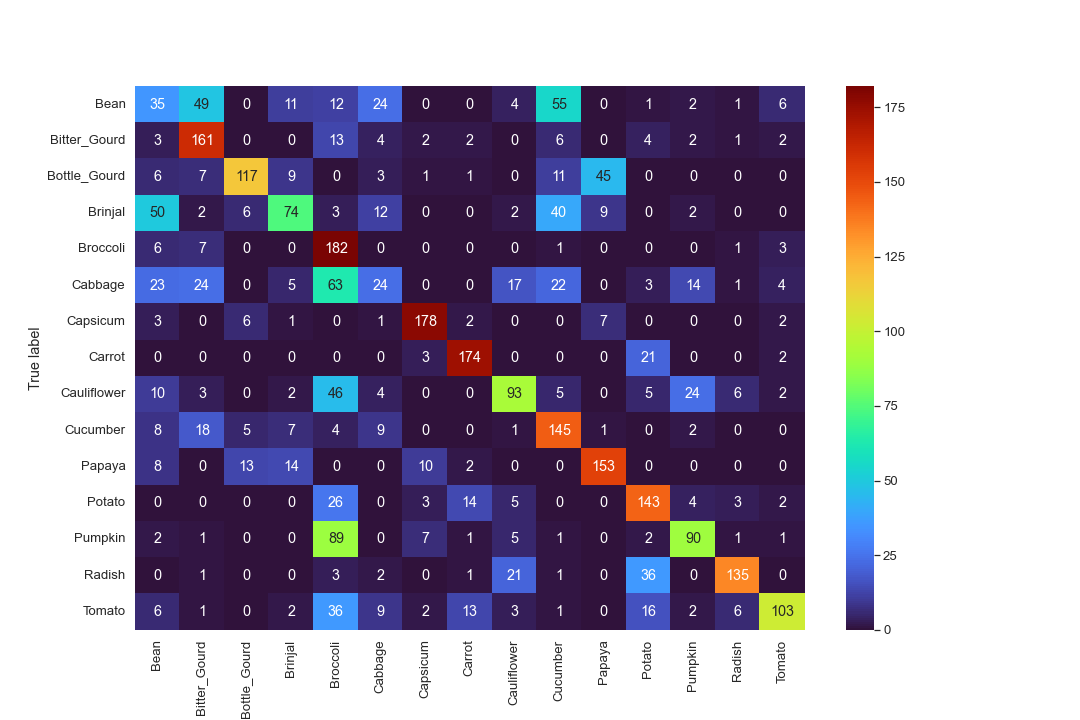 Bean 35 49 0 11 12 24 0 0 4 55 0 1 2 1 6
Bitter_Gourd 3 161 0 0 13 4 2 2 0 6 0 4 2 1 2
Bottle_Gourd 6 7 117 9 0 3 1 1 0 11 45 0 0 0 0
Brinjal 50 2 6 74 3 12 0 0 2 40 9 0 2 0 0
Broccoli 6 7 0 0 182 0 0 0 0 1 0 0 0 1 3
Cabbage 23 24 0 5 63 24 0 0 17 22 0 3 14 1 4
Capsicum 3 0 6 1 0 1 178 2 0 0 7 0 0 0 2
Carrot 0 0 0 0 0 0 3 174 0 0 0 21 0 0 2
Cauliflower 10 3 0 2 46 4 0 0 93 5 0 5 24 6 2
Cucumber 8 18 5 7 4 9 0 0 1 145 1 0 2 0 0
Papaya 8 0 13 14 0 0 10 2 0 0 153 0 0 0 0
Potato 0 0 0 0 26 0 3 14 5 0 0 143 4 3 2
Pumpkin 2 1 0 0 89 0 7 1 5 1 0 2 90 1 1
Radish 0 1 0 0 3 2 0 1 21 1 0 36 0 135 0
Tomato 6 1 0 2 36 9 2 13 3 1 0 16 2 6 103
True label
Bean
Bitter_Gourd
Bottle_Gourd
Brinjal
Broccoli
Cabbage
Capsicum
Carrot
Cauliflower
Cucumber
Papaya
Potato
Pumpkin
Radish
Tomato
175
150
125
100
75
50
25
0